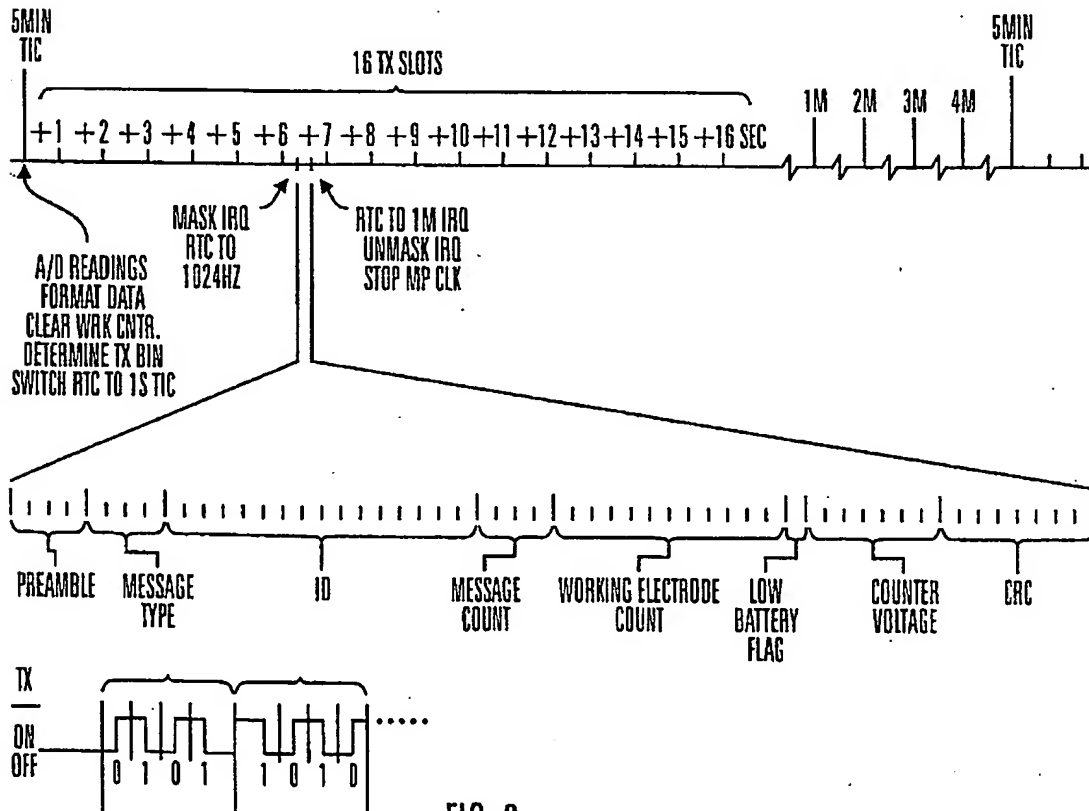 5MIN
TIC
16 TX SLOTS
5MIN
TIC
+1 +2 +3 +4 +5 +6 +7 +8 +9 +10 +11 +12 +13 +14 +15 +16 SEC
1M 2M 3M 4M
A/D READINGS
FORMAT DATA
CLEAR WRK CNTR.
DETERMINE TX BIN
SWITCH RTC TO 1S TIC
MASK IRQ
RTC TO
1024HZ
RTC TO 1M IRQ
UNMASK IRQ
STOP MP CLK
PREAMBLE
MESSAGE
TYPE
ID
MESSAGE
COUNT
WORKING ELECTRODE
COUNT
LOW
BATTERY
FLAG
COUNTER
VOLTAGE
CRC
TX
ON
OFF
0 1 0 1 1 0 1 0